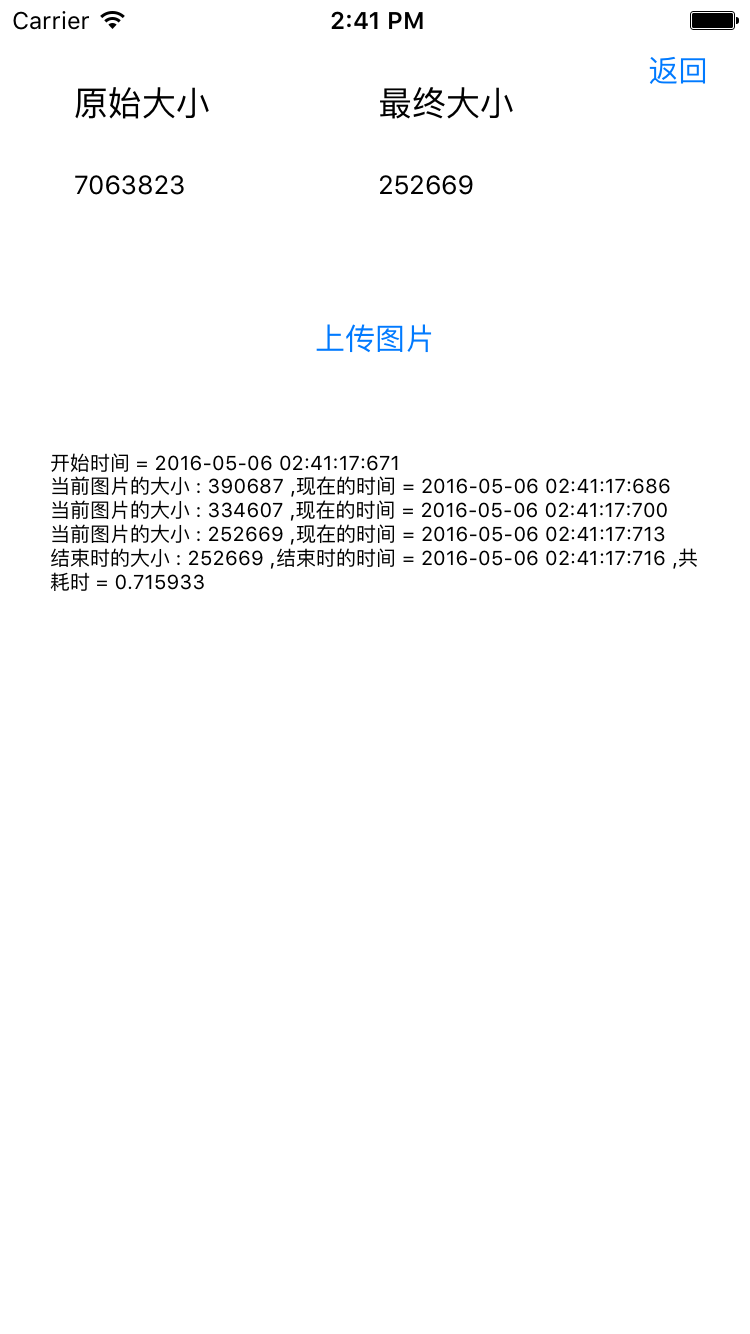 Carrier 2:41 PM
返回
原始大小 最终大小
7063823 252669
上传图片
开始时间 = 2016-05-06 02:41:17:671
当前图片的大小 : 390687 ,现在的时间 = 2016-05-06 02:41:17:686
当前图片的大小 : 334607 ,现在的时间 = 2016-05-06 02:41:17:700
当前图片的大小 : 252669 ,现在的时间 = 2016-05-06 02:41:17:713
结束时的大小 : 252669 ,结束时的时间 = 2016-05-06 02:41:17:716 ,共
耗时 = 0.715933